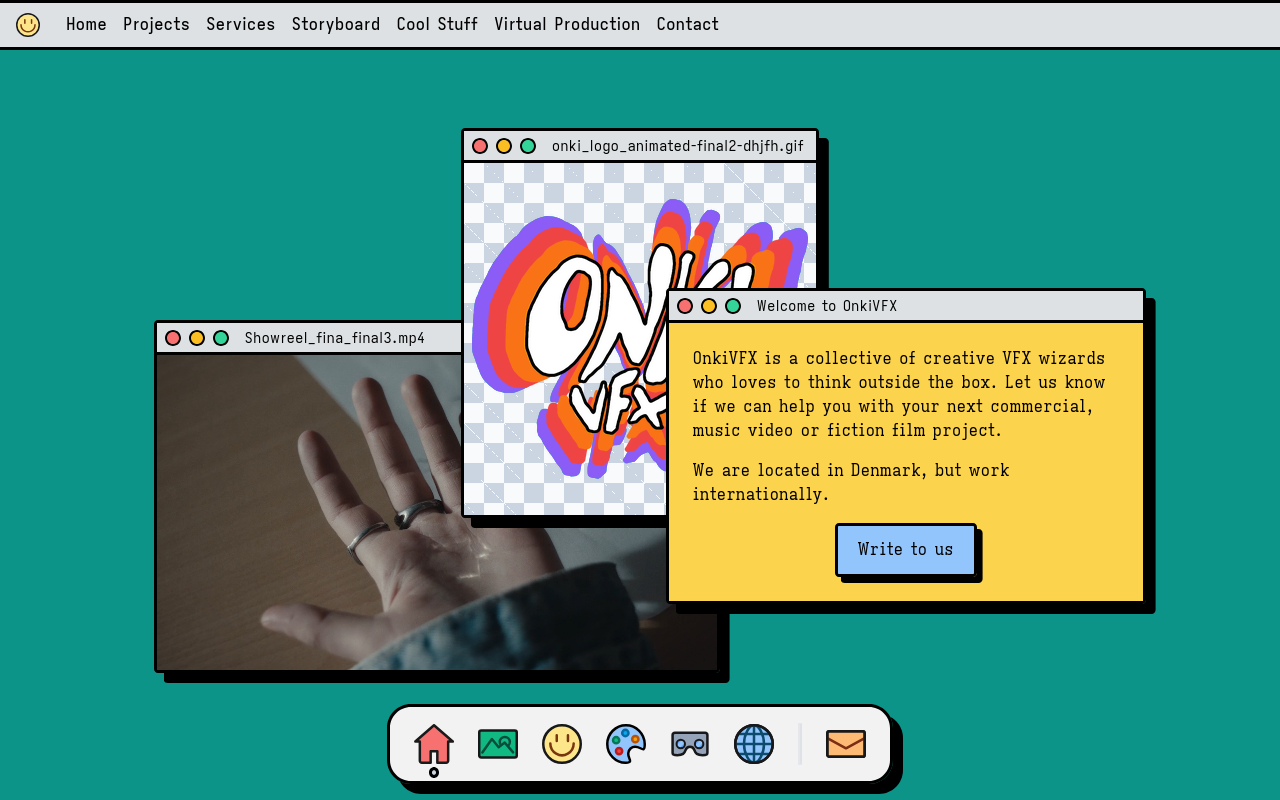 Home Projects Services Storyboard Cool Stuff Virtual Production Contact
onki_logo_animated-final2-dhjfh.gif
Welcome to OnkiVFX
Showreel_fina_final3.mp4
VFX
OnkiVFX is a collective of creative VFX wizards
who loves to think outside the box. Let us know
if we can help you with your next commercial,
music video or fiction film project.
We are located in Denmark, but work
internationally.
Write to us